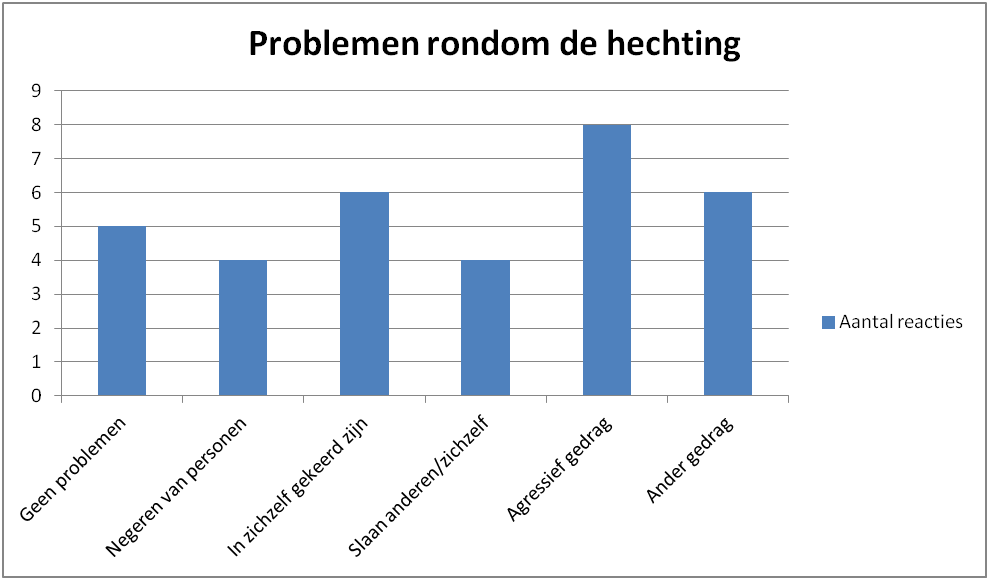 Problemen rondom de hechting
9
8
7
6
5
4
3
2
1
0
Geen problemen
Negeren van personen
In zichzelf gekeerd zijn
Slaan anderen/zichzelf
Agressief gedrag
Ander gedrag
Aantal reacties